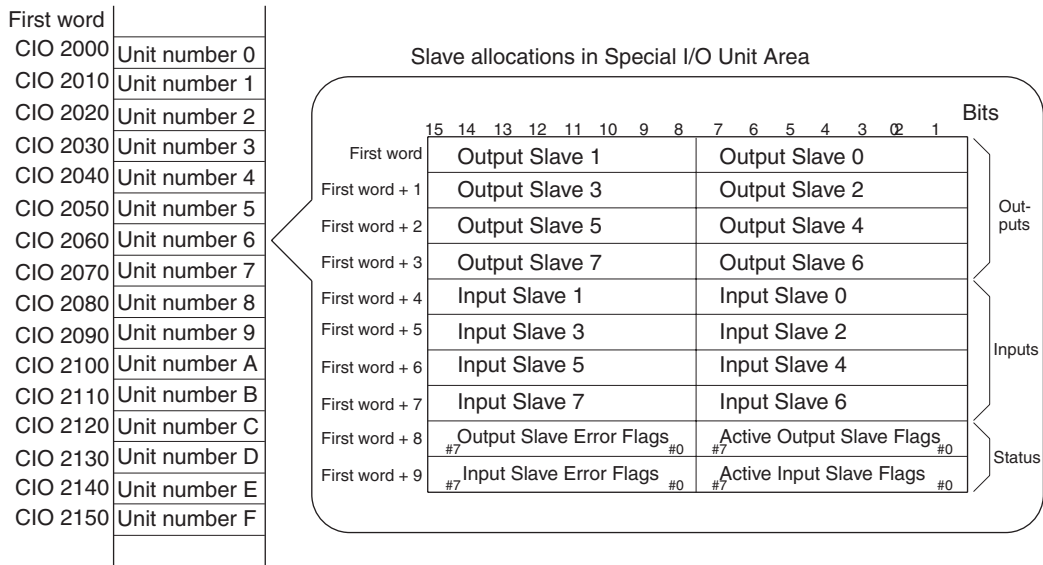 First word
CIO 2000 Unit number 0
CIO 2010 Unit number 1
CIO 2020 Unit number 2
CIO 2030 Unit number 3
CIO 2040 Unit number 4
CIO 2050 Unit number 5
CIO 2060 Unit number 6
CIO 2070 Unit number 7
CIO 2080 Unit number 8
CIO 2090 Unit number 9
CIO 2100 Unit number A
CIO 2110 Unit number B
CIO 2120 Unit number C
CIO 2130 Unit number D
CIO 2140 Unit number E
CIO 2150 Unit number F
Slave allocations in Special I/O Unit Area
Bits
15 14 13 12 11 10 9 8 7 6 5 4 3 02 1
First word Output Slave 1 Output Slave 0
First word + 1 Output Slave 3 Output Slave 2
First word + 2 Output Slave 5 Output Slave 4
First word + 3 Output Slave 7 Output Slave 6
Out-
puts
First word + 4 Input Slave 1 Input Slave 0
First word + 5 Input Slave 3 Input Slave 2
First word + 6 Input Slave 5 Input Slave 4
First word + 7 Input Slave 7 Input Slave 6
Inputs
First word + 8 #7 Output Slave Error Flags #0 #7 Active Output Slave Flags #0
First word + 9 #7 Input Slave Error Flags #0 #7 Active Input Slave Flags #0
Status